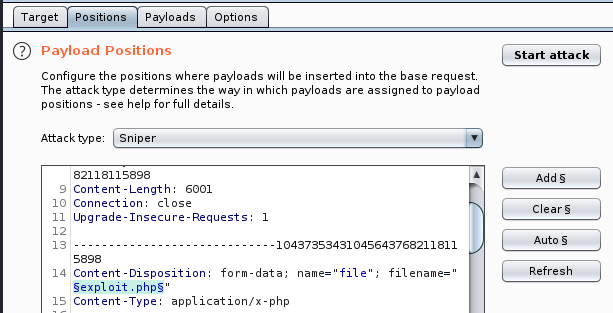 Target Positions Payloads Options
? Payload Positions
Start attack
Configure the positions where payloads will be inserted into the base request.
The attack type determines the way in which payloads are assigned to payload
positions - see help for full details.
Attack type: Sniper
82118115898
9 Content-Length: 6001
10 Connection: close
11 Upgrade-Insecure-Requests: 1
12
13 -----------------------------10437353431045643768211811
5898
14 Content-Disposition: form-data; name="file"; filename="
§exploit.php§"
15 Content-Type: application/x-php
Add §
Clear §
Auto §
Refresh